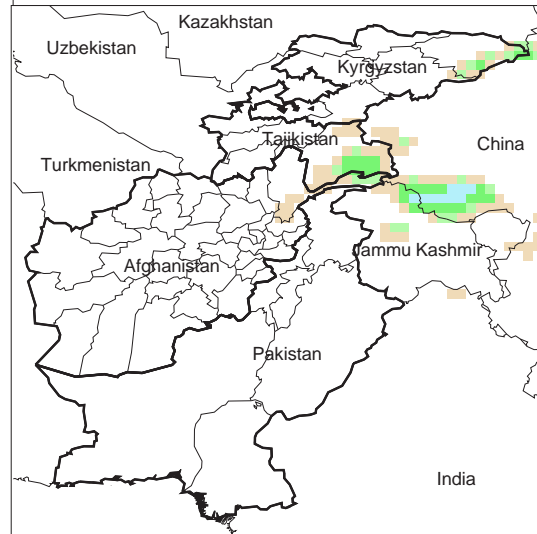 Kazakhstan
Uzbekistan
Kyrgyzstan
Tajikistan
China
Turkmenistan
Jammu Kashmir
Afghanistan
Pakistan
India